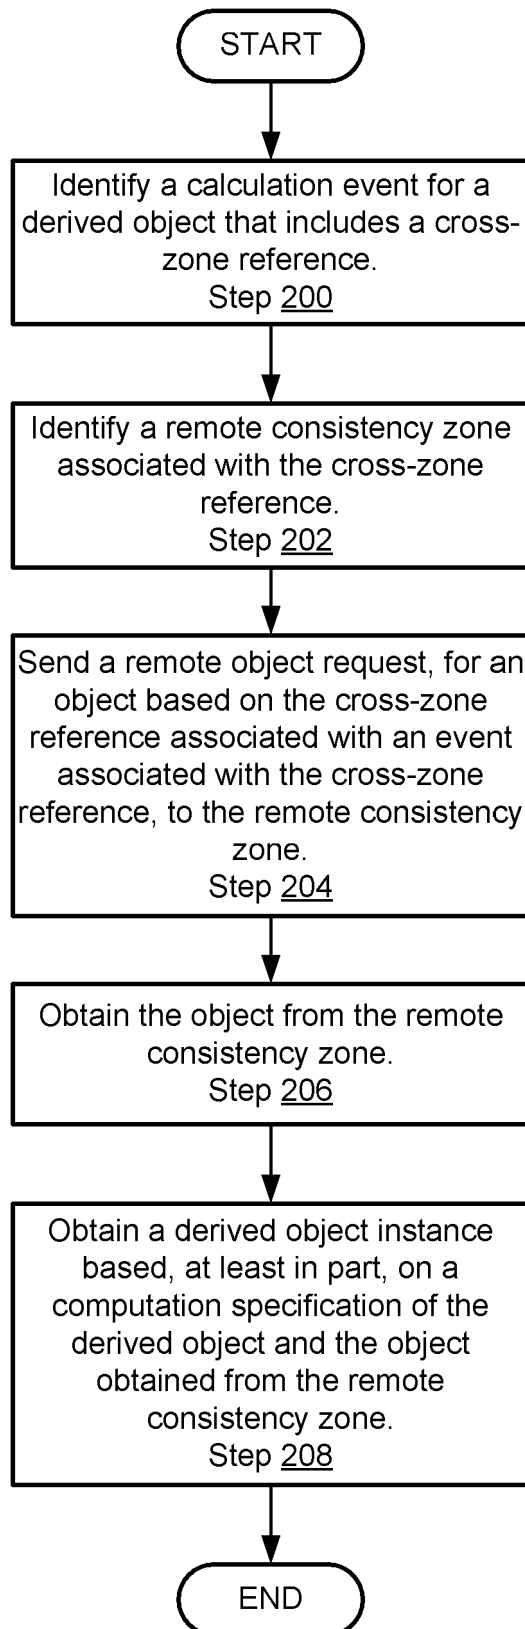 START
Identify a calculation event for a
derived object that includes a cross-
zone reference.
Step 200
Identify a remote consistency zone
associated with the cross-zone
reference.
Step 202
Send a remote object request, for an
object based on the cross-zone
reference associated with an event
associated with the cross-zone
reference, to the remote consistency
zone.
Step 204
Obtain the object from the remote
consistency zone.
Step 206
Obtain a derived object instance
based, at least in part, on a
computation specification of the
derived object and the object
obtained from the remote
consistency zone.
Step 208
END